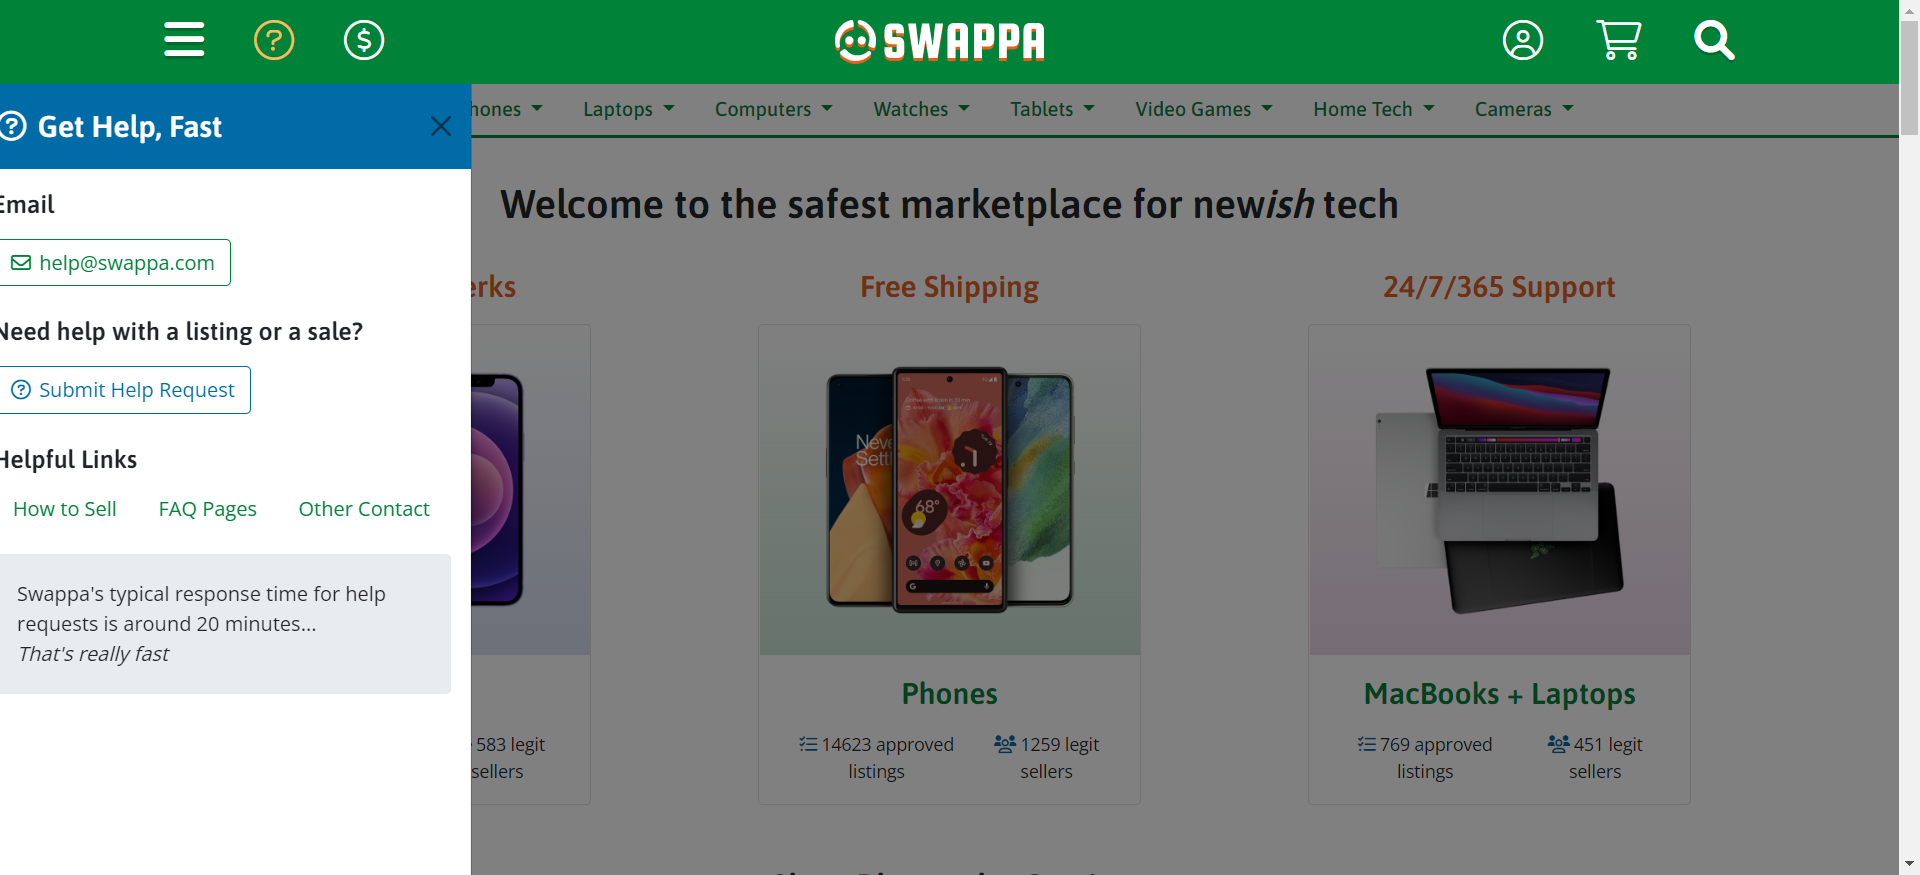 SWAPPA
Get Help, Fast
Email
help@swappa.com
Need help with a listing or a sale?
Submit Help Request
Helpful Links
How to Sell FAQ Pages Other Contact
Swappa's typical response time for help
requests is around 20 minutes...
That's really fast
hones Laptops Computers Watches Tablets Video Games Home Tech Cameras
Welcome to the safest marketplace for newish tech
erks
583 legit
sellers
Free Shipping
Never
Settl
68°
Phones
14623 approved
listings
1259 legit
sellers
24/7/365 Support
MacBooks + Laptops
769 approved
listings
451 legit
sellers